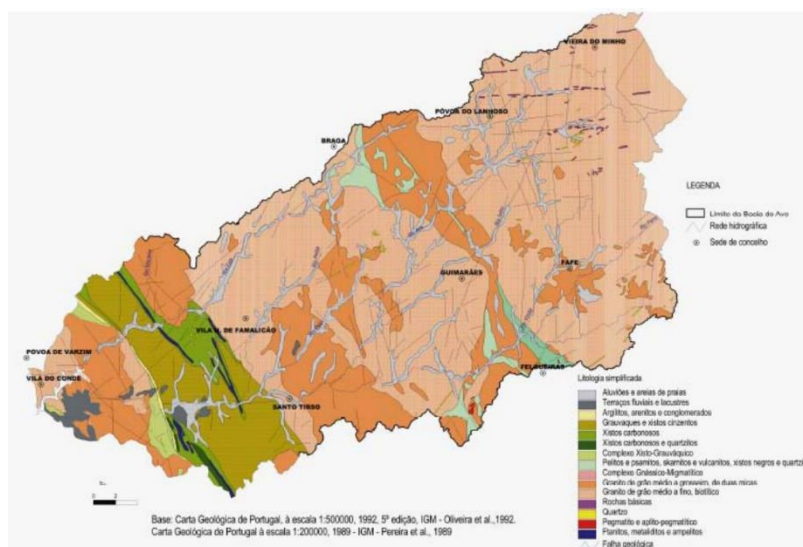 VIEIRA DO MINHO
PÓVOA DO LANHOSO
BRAGA
LEGENDA
Limite da Bacia do Ave
Rede hidrográfica
Sede de concelho
GUIMARÃES
FAFE
VILA N. DE FAMALICÃO
PÓVOA DE VARZIM
FELGUEIRAS
VILA DO CONDE
SANTO TIRSO
Litologia simplificada
Aluviões e areias de praias
Terraços fluviais e lacustres
Argilitos, arenitos e conglomerados
Grauvaques e xistos cinzentos
Xistos carbonosos
Xistos carbonosos e quartzitos
Complexo Xisto-Grauváquico
Pelitos e psamitos, skarnitos e vulcanitos, xistos negros e quartzi
Complexo Gnáissico-Migmatítico
Granito de grão médio a grosseiro, de duas micas
Granito de grão médio a fino, biotítico
Rochas básicas
Quartzo
Pegmatito e aplito-pegmatítico
Ftanitos, metaliditos e ampelitos
Falha geológica
0 2
Base: Carta Geológica de Portugal, à escala 1:500000, 1992, 5ª edição, IGM - Oliveira et al.,1992.
Carta Geológica de Portugal à escala 1:200000, 1989 - IGM - Pereira et al., 1989